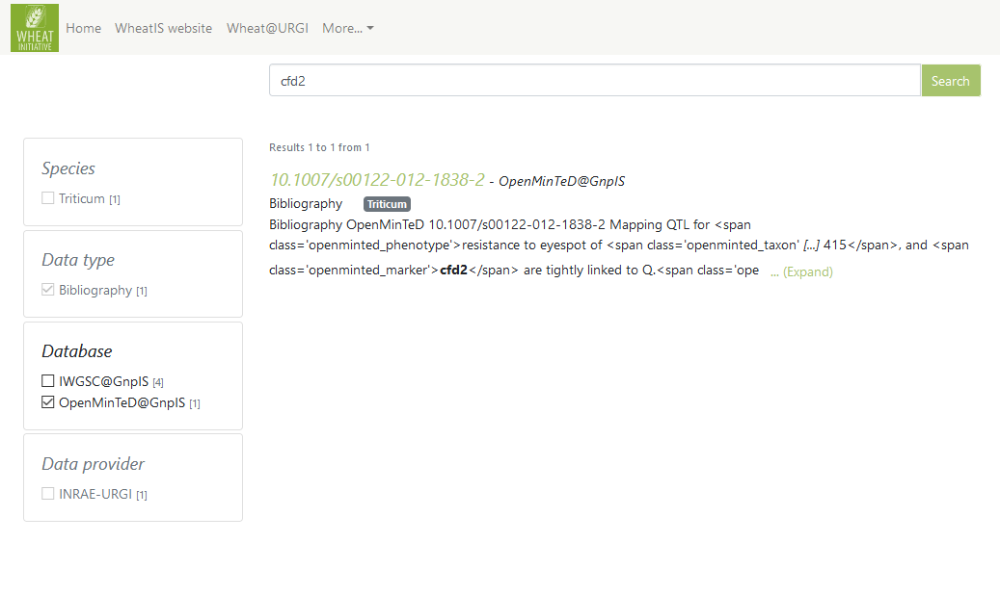 WHEAT
INITIATIVE
Home WheatIS website Wheat@URGI More...
cfd2 Search
Species
Triticum [1]
Data type
Bibliography [1]
Database
IWGSC@GnpIS [4]
OpenMinTeD@GnpIS [1]
Data provider
INRAE-URGI [1]
Results 1 to 1 from 1
10.1007/s00122-012-1838-2 - OpenMinTeD@GnpIS
Bibliography Triticum
Bibliography OpenMinTeD 10.1007/s00122-012-1838-2 Mapping QTL for <span
class='openminted_phenotype'>resistance to eyespot of <span class='openminted_taxon' [...] 415</span>, and <span
class='openminted_marker'>cfd2</span> are tightly linked to Q.<span class='ope ... (Expand)